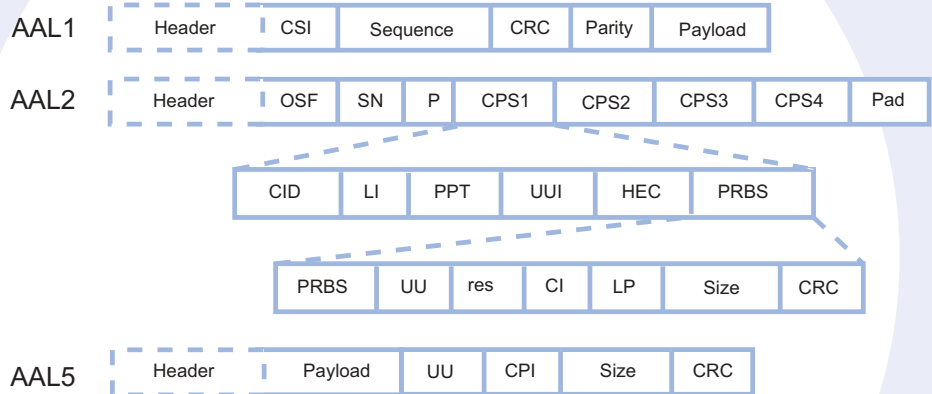 AAL1 Header CSI Sequence CRC Parity Payload
AAL2 Header OSF SN P CPS1 CPS2 CPS3 CPS4 Pad
CID LI PPT UUI HEC PRBS
PRBS UU res CI LP Size CRC
AAL5 Header Payload UU CPI Size CRC